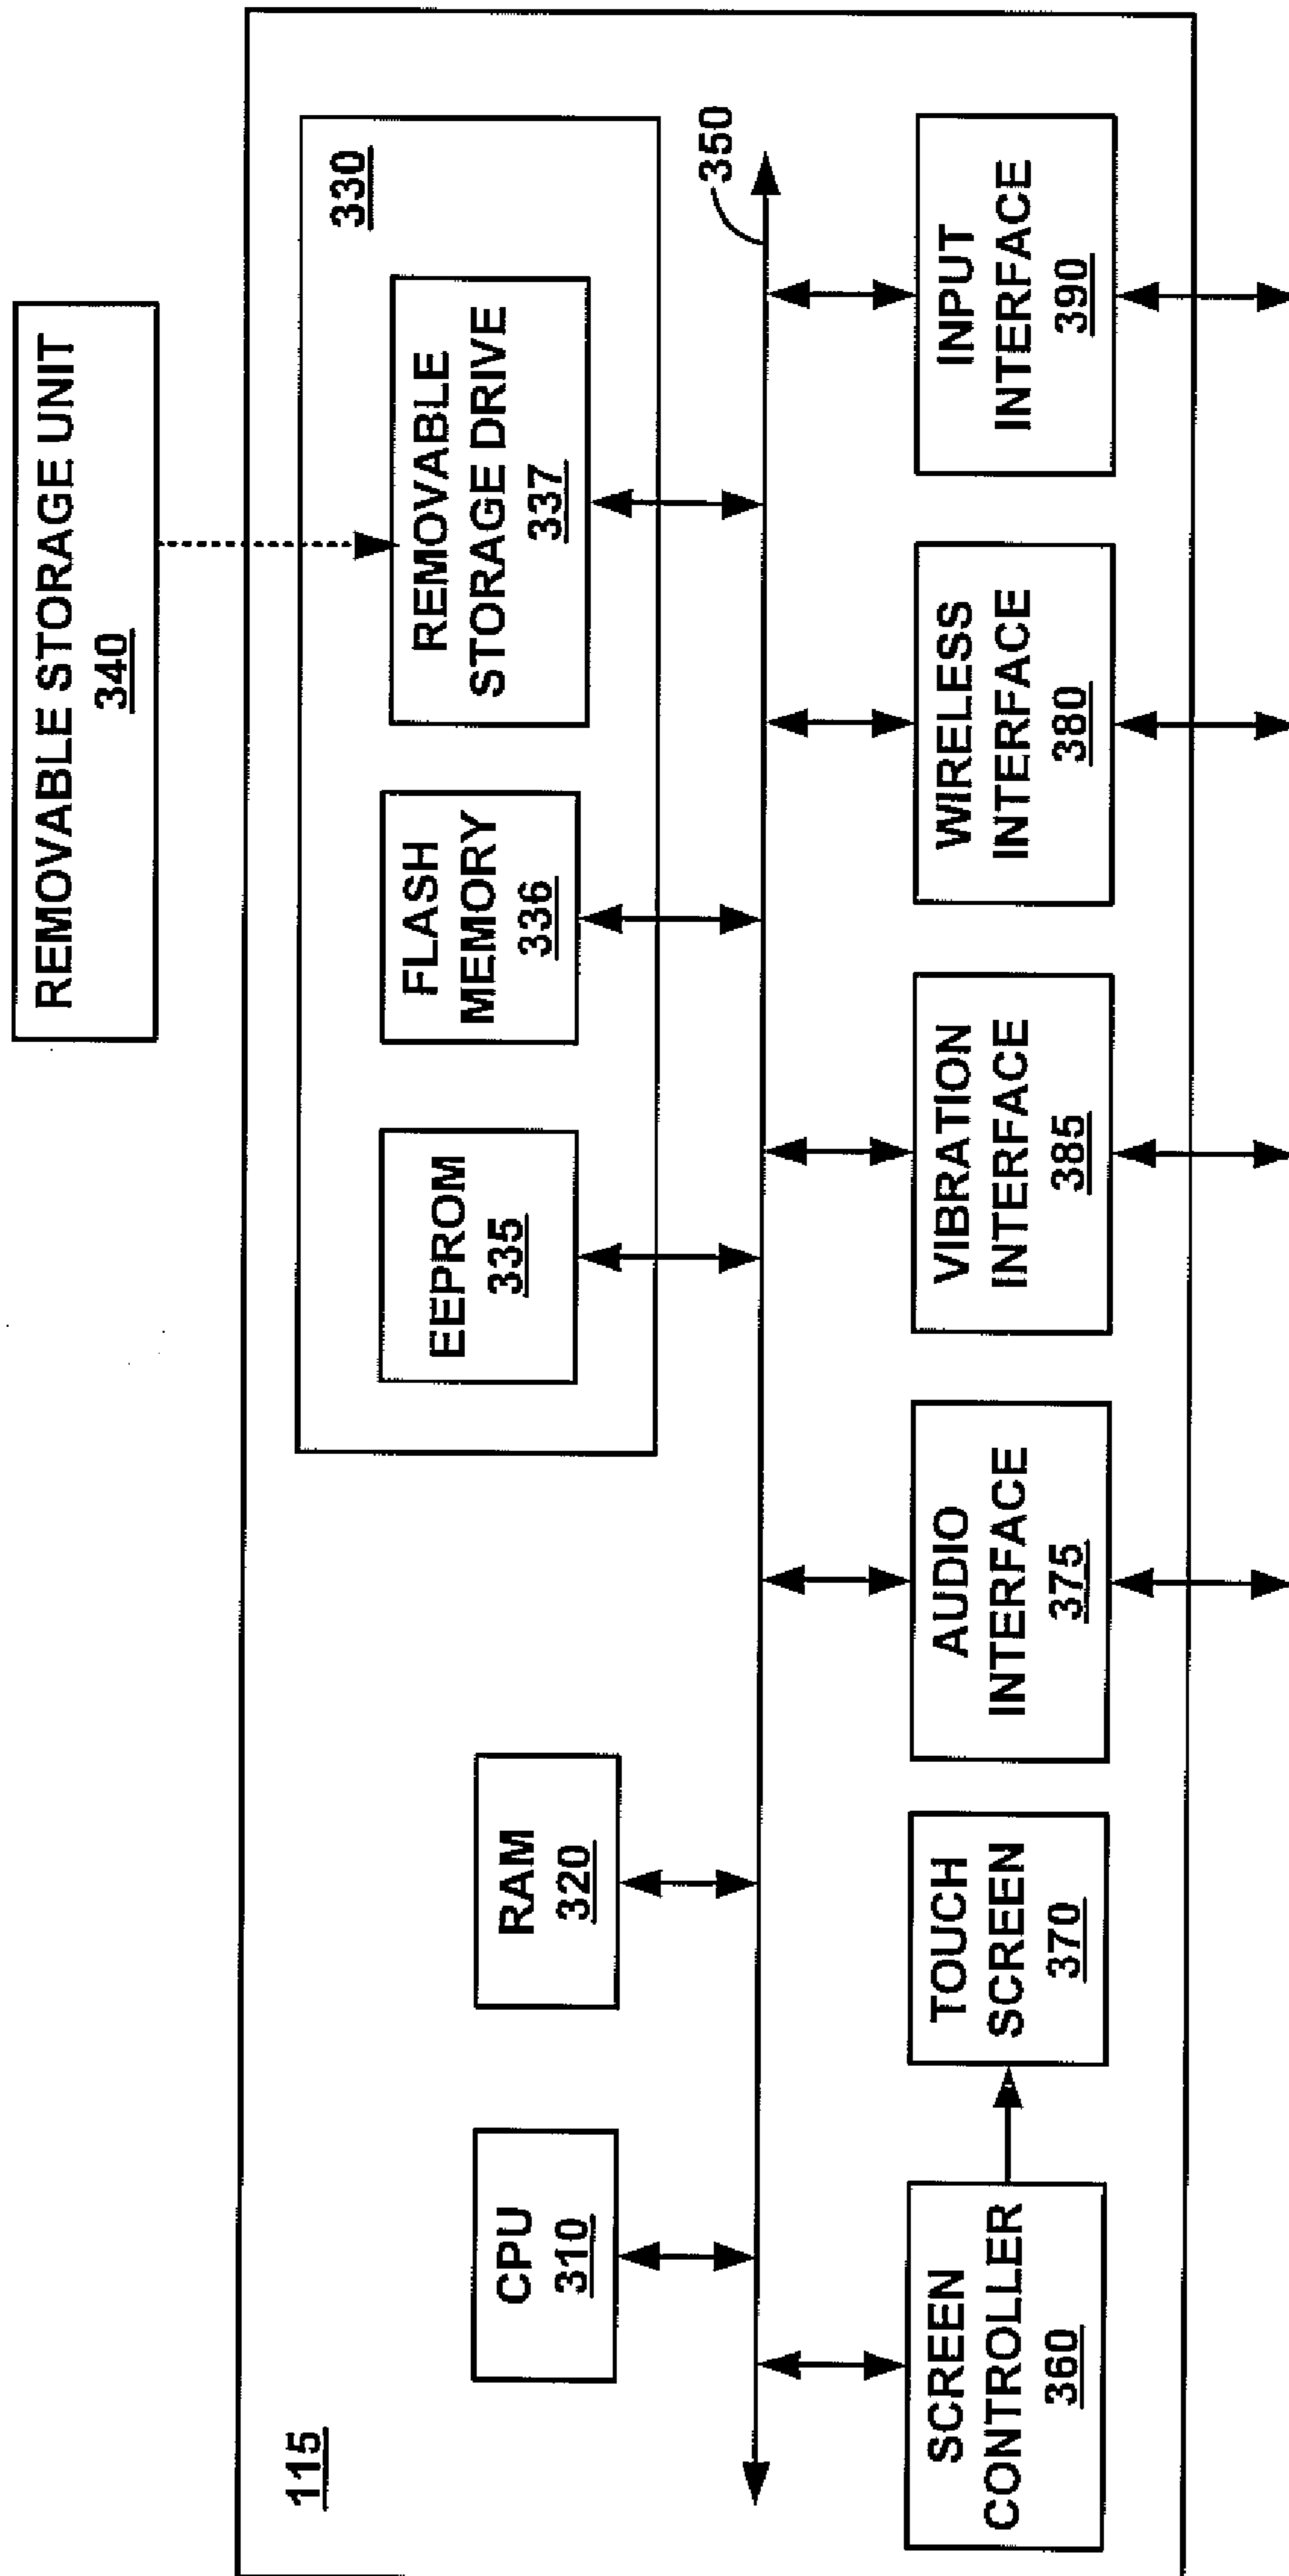 REMOVABLE STORAGE UNIT
340
115
330
CPU
310
RAM
320
EEPROM
335
FLASH
MEMORY
336
REMOVABLE
STORAGE DRIVE
337
350
SCREEN
CONTROLLER
360
TOUCH
SCREEN
370
AUDIO
INTERFACE
375
VIBRATION
INTERFACE
385
WIRELESS
INTERFACE
380
INPUT
INTERFACE
390